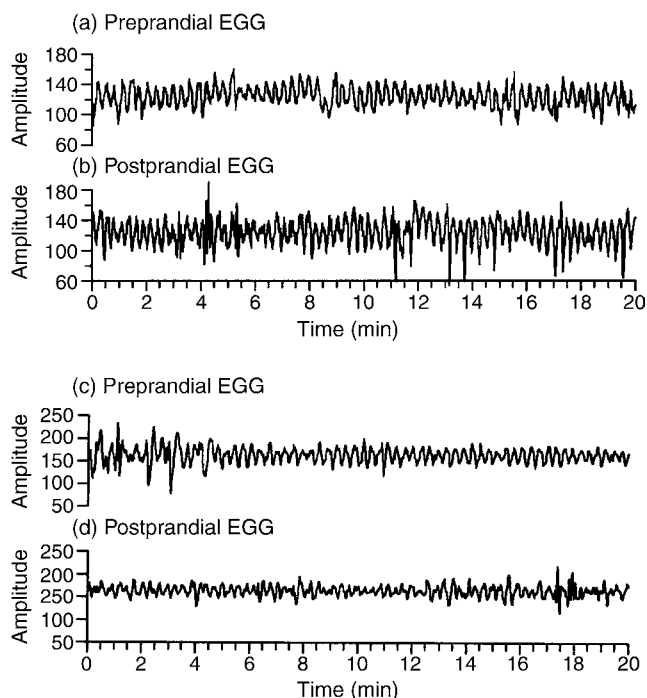 (a) Preprandial EGG
Amplitude
180
140
100
60
(b) Postprandial EGG
Amplitude
180
140
100
60
0 2 4 6 8 10 12 14 16 18 20
Time (min)
(c) Preprandial EGG
Amplitude
250
200
150
100
50
(d) Postprandial EGG
Amplitude
250
200
150
100
50
0 2 4 6 8 10 12 14 16 18 20
Time (min)